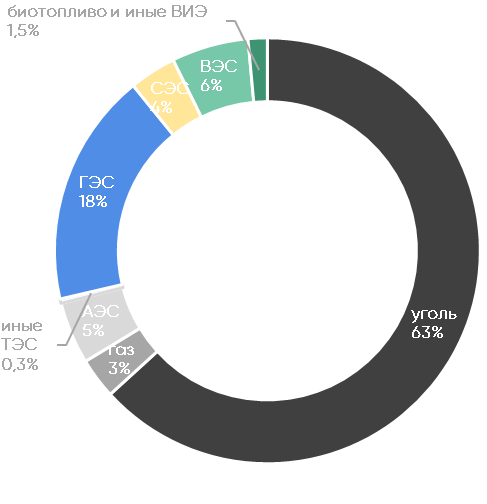 биотопливо и иные ВИЭ
1,5%
ВЭС
6%
СЭС
4%
ГЭС
18%
иные
ТЭС
0,3%
АЭС
5%
газ
3%
уголь
63%